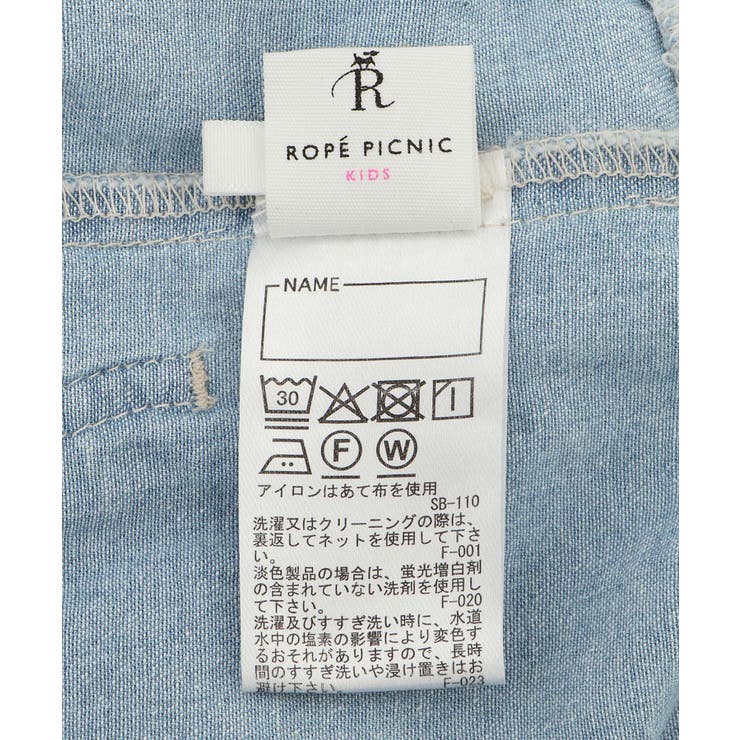 R
ROPÉ PICNIC
KIDS
NAME
30
F W
アイロンはあて布を使用
SB-110
洗濯又はクリーニングの際は、
裏返してネットを使用して下さ
い。 F-001
淡色製品の場合は、蛍光増白剤
の含まれていない洗剤を使用し
て下さい。 F-020
洗濯及びすすぎ洗い時に、水道
水中の塩素の影響により変色す
るおそれがありますので、長時
間のすすぎ洗いや浸け置きはお
避け下さい。 F-023